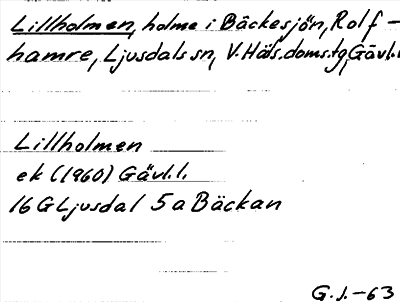 Lillholmen, holme i Bäckesjön, Rolf-
hamre, Ljusdals sn, V. Häls. doms.tg, Gävl.l
Lillholmen
ek (1960) Gävl.l.
16 G Ljusdal 5 a Bäckan
G.J.-63